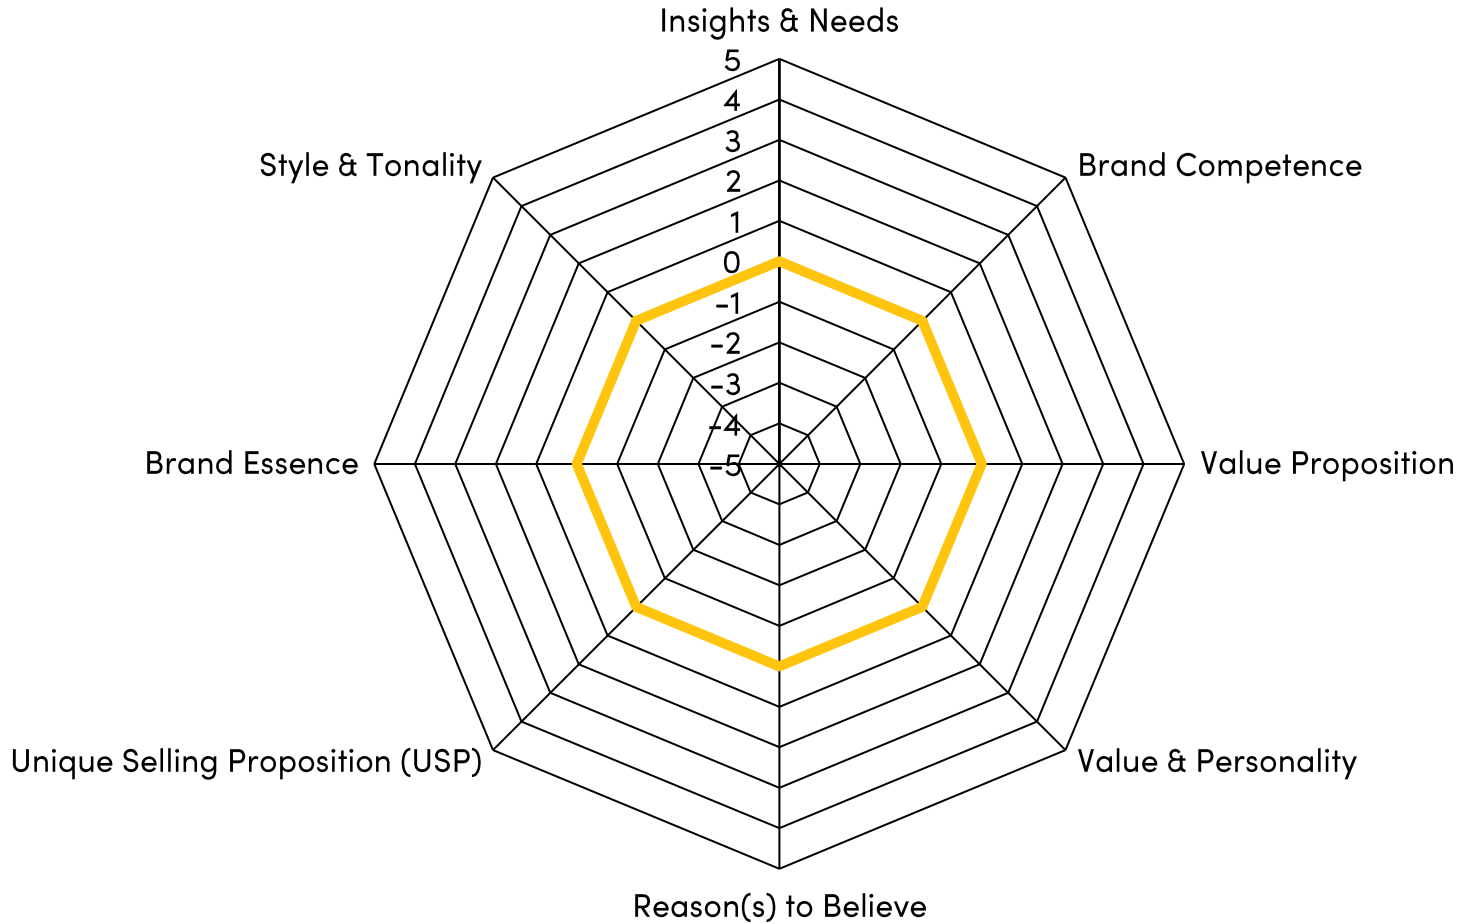 Insights & Needs
5
4
3
2
1
0
-1
-2
-3
-4
-5
Style & Tonality
Brand Competence
Brand Essence
Value Proposition
Unique Selling Proposition (USP)
Value & Personality
Reason(s) to Believe